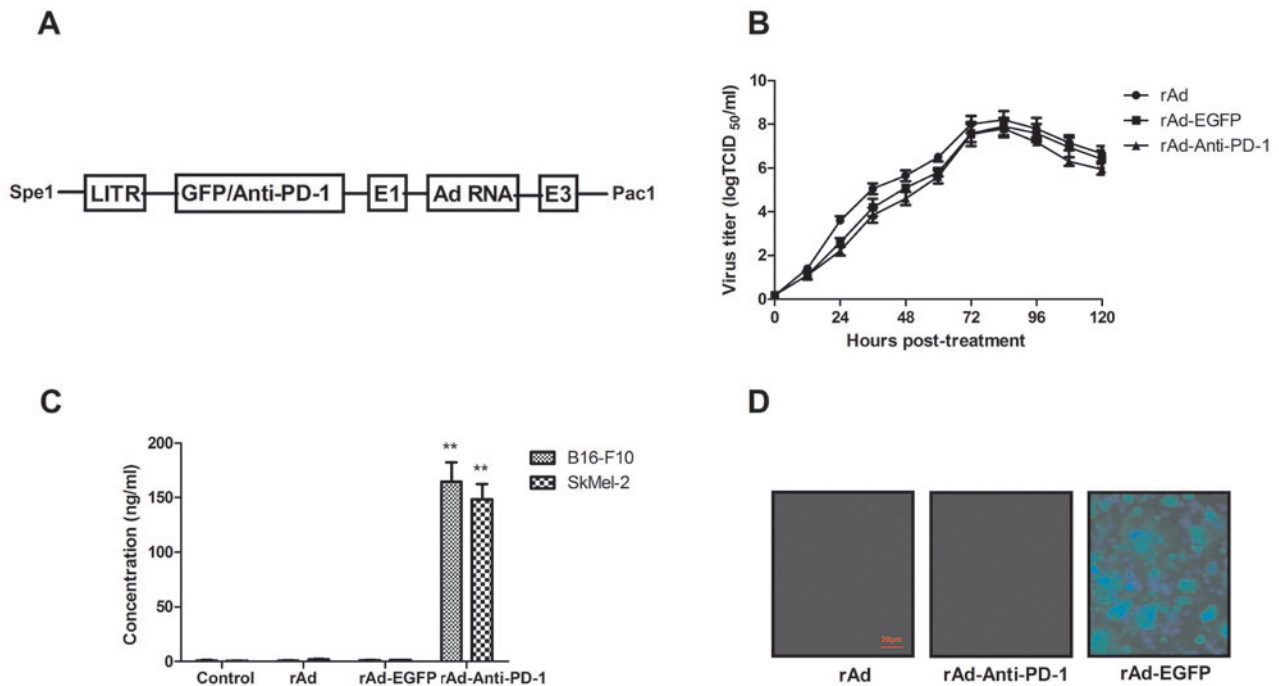 A
Spe1 LITR GFP/Anti-PD-1 E1 Ad RNA E3 Pac1
B
Virus titer (logTCID 50/ml)
10
8
6
4
2
0
0 24 48 72 96 120
Hours post-treatment
rAd
rAd-EGFP
rAd-Anti-PD-1
C
Concentration (ng/ml)
200
150
100
50
0
** **
Control rAd rAd-EGFP rAd-Anti-PD-1
B16-F10
SkMel-2
D
20μm
rAd rAd-Anti-PD-1 rAd-EGFP